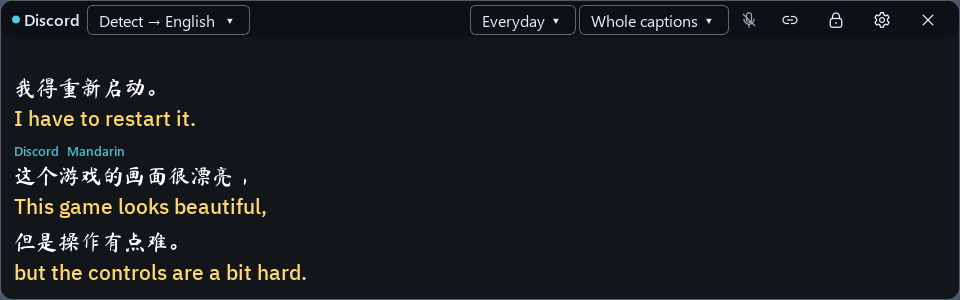 Discord
Detect → English ▼
Everyday ▼
Whole captions ▼
我得重新启动。
I have to restart it.
Discord Mandarin
这个游戏的画面很漂亮，
This game looks beautiful,
但是操作有点难。
but the controls are a bit hard.